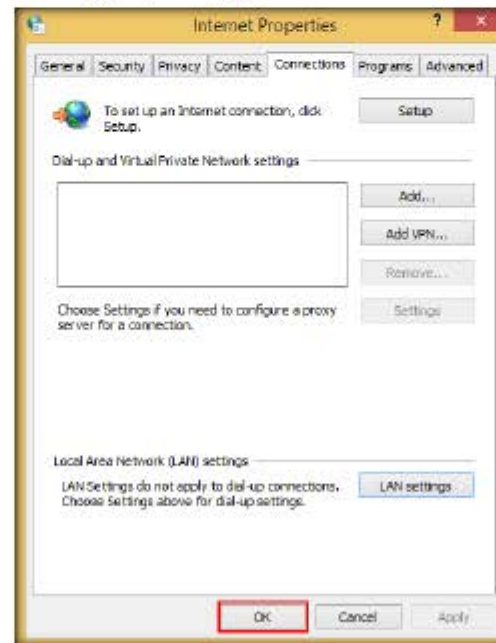 Internet Properties
?
General Security Privacy Content Connections Programs Advanced
To set up an Internet connection, click
Setup.
Setup
Dial-up and Virtual Private Network settings
Add...
Add VPN...
Remove...
Choose Settings if you need to configure a proxy
server for a connection.
Settings
Local Area Network (LAN) settings
LAN Settings do not apply to dial-up connections.
Choose Settings above for dial-up settings.
LAN settings
OK Cancel Apply